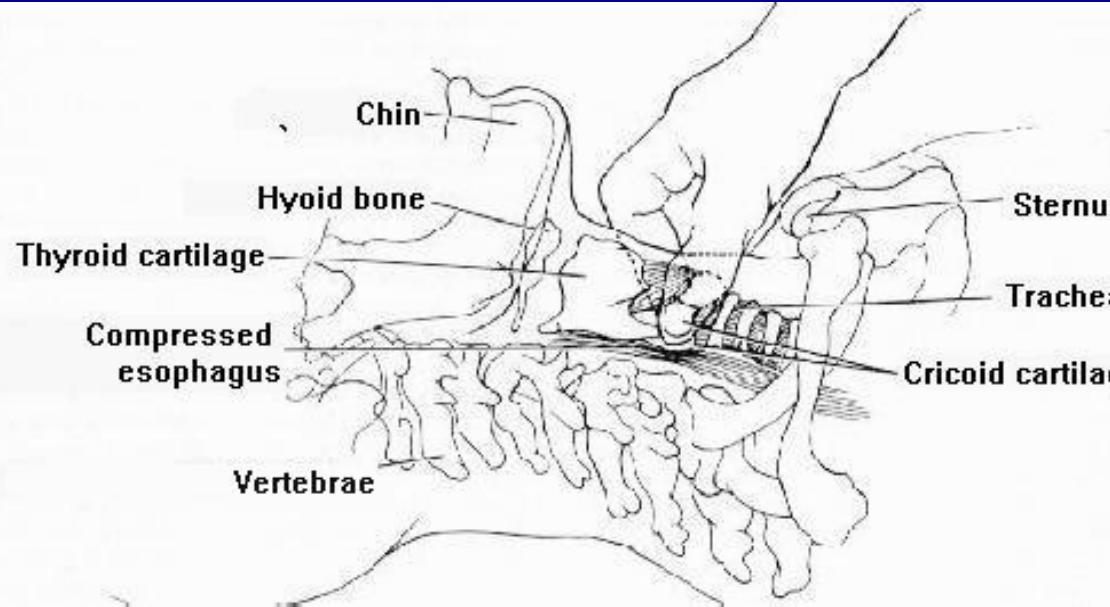 Chin
Hyoid bone
Thyroid cartilage
Compressed
esophagus
Vertebrae
Sternu
Trachea
Cricoid cartilag